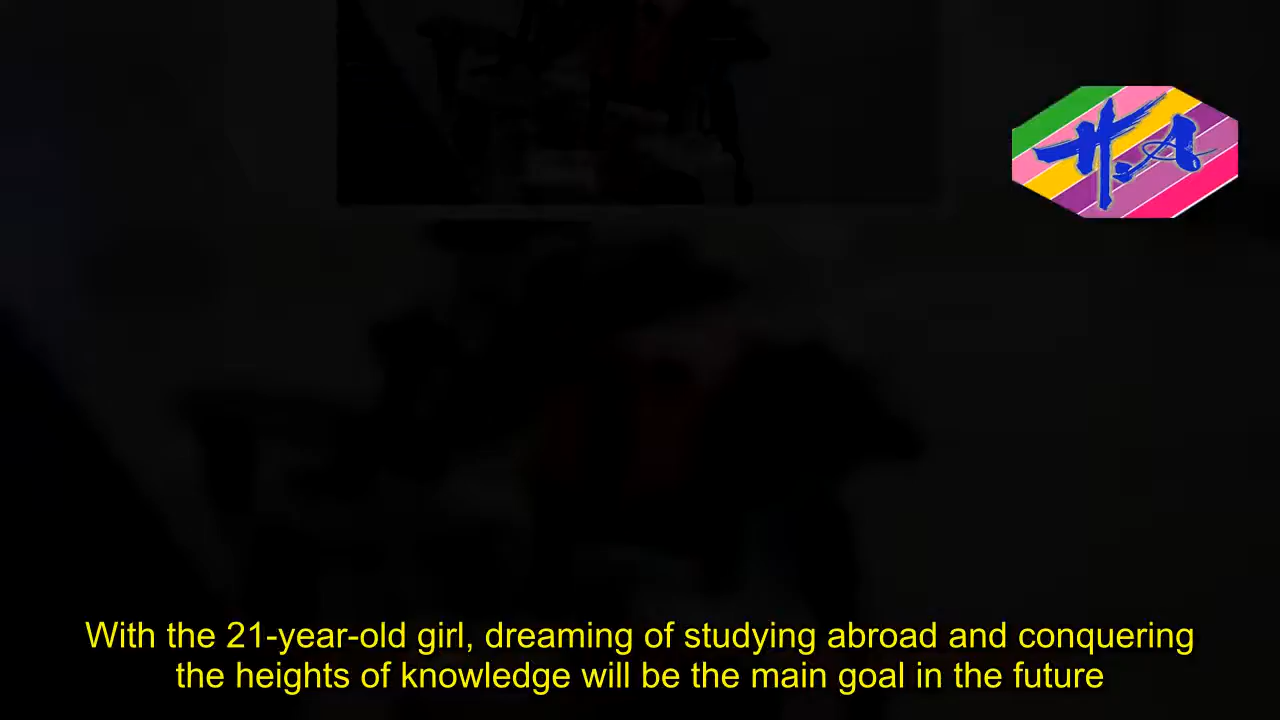 H.A
With the 21-year-old girl, dreaming of studying abroad and conquering
the heights of knowledge will be the main goal in the future